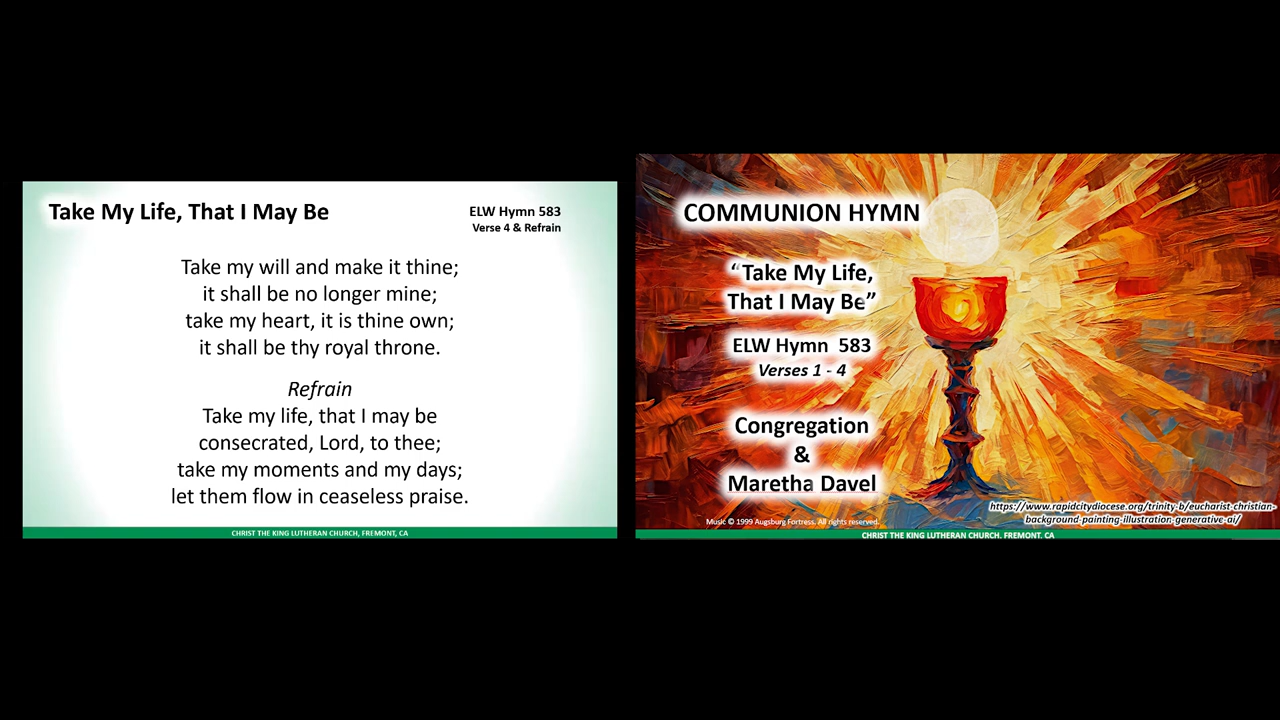 Take My Life, That I May Be
ELW Hymn 583
Verse 4 & Refrain
Take my will and make it thine;
it shall be no longer mine;
take my heart, it is thine own;
it shall be thy royal throne.
Refrain
Take my life, that I may be
consecrated, Lord, to thee;
take my moments and my days;
let them flow in ceaseless praise.
CHRIST THE KING LUTHERAN CHURCH, FREMONT, CA
COMMUNION HYMN
“Take My Life,
That I May Be”
ELW Hymn 583
Verses 1 - 4
Congregation
&
Maretha Davel
https://www.rapidcitydiocese.org/trinity-b/eucharist-christian-
background-painting-illustration-generative-ai/
Music © 1999 Augsburg Fortress. All rights reserved.
CHRIST THE KING LUTHERAN CHURCH, FREMONT, CA